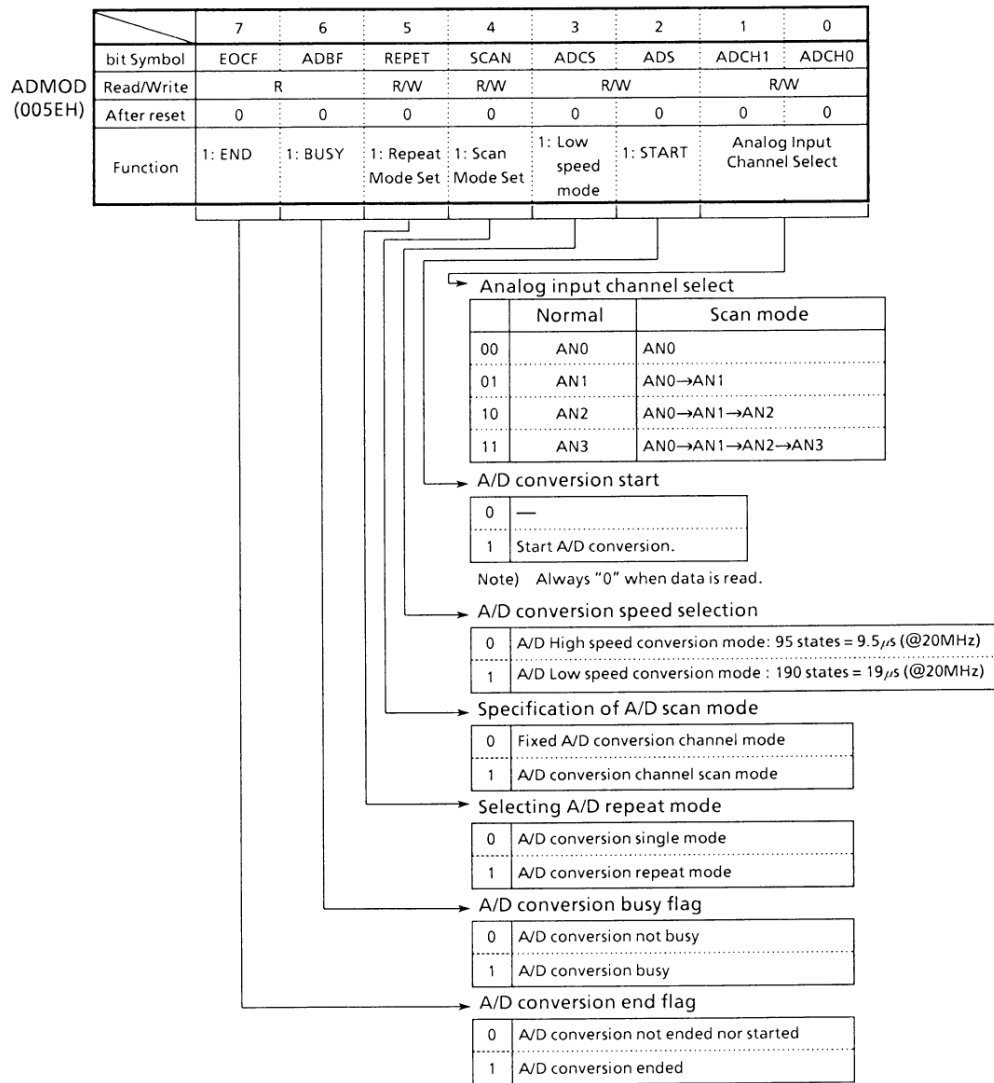 7 6 5 4 3 2 1 0
bit Symbol EOCF ADBF REPET SCAN ADCS ADS ADCH1 ADCH0
ADMOD
(005EH)
Read/Write R R/W R/W R/W R/W
After reset 0 0 0 0 0 0 0 0
Function 1: END 1: BUSY 1: Repeat Mode Set 1: Scan Mode Set 1: Low speed mode 1: START Analog Input Channel Select
Analog input channel select
Normal Scan mode
00 AN0 AN0
01 AN1 AN0→AN1
10 AN2 AN0→AN1→AN2
11 AN3 AN0→AN1→AN2→AN3
A/D conversion start
0 —
1 Start A/D conversion.
Note) Always "0" when data is read.
A/D conversion speed selection
0 A/D High speed conversion mode: 95 states = 9.5μs (@20MHz)
1 A/D Low speed conversion mode : 190 states = 19μs (@20MHz)
Specification of A/D scan mode
0 Fixed A/D conversion channel mode
1 A/D conversion channel scan mode
Selecting A/D repeat mode
0 A/D conversion single mode
1 A/D conversion repeat mode
A/D conversion busy flag
0 A/D conversion not busy
1 A/D conversion busy
A/D conversion end flag
0 A/D conversion not ended nor started
1 A/D conversion ended